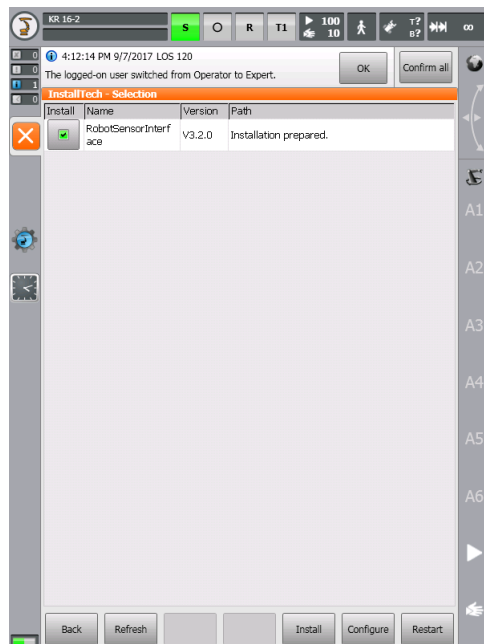 KR 16-2
S O R T1 100 10 T? B? ∞
0
0
1
0
4:12:14 PM 9/7/2017 LOS 120
The logged-on user switched from Operator to Expert.
OK
Confirm all
InstallTech - Selection
Install Name Version Path
RobotSensorInterf
ace
V3.2.0 Installation prepared.
A1
A2
A3
A4
A5
A6
Back Refresh Install Configure Restart